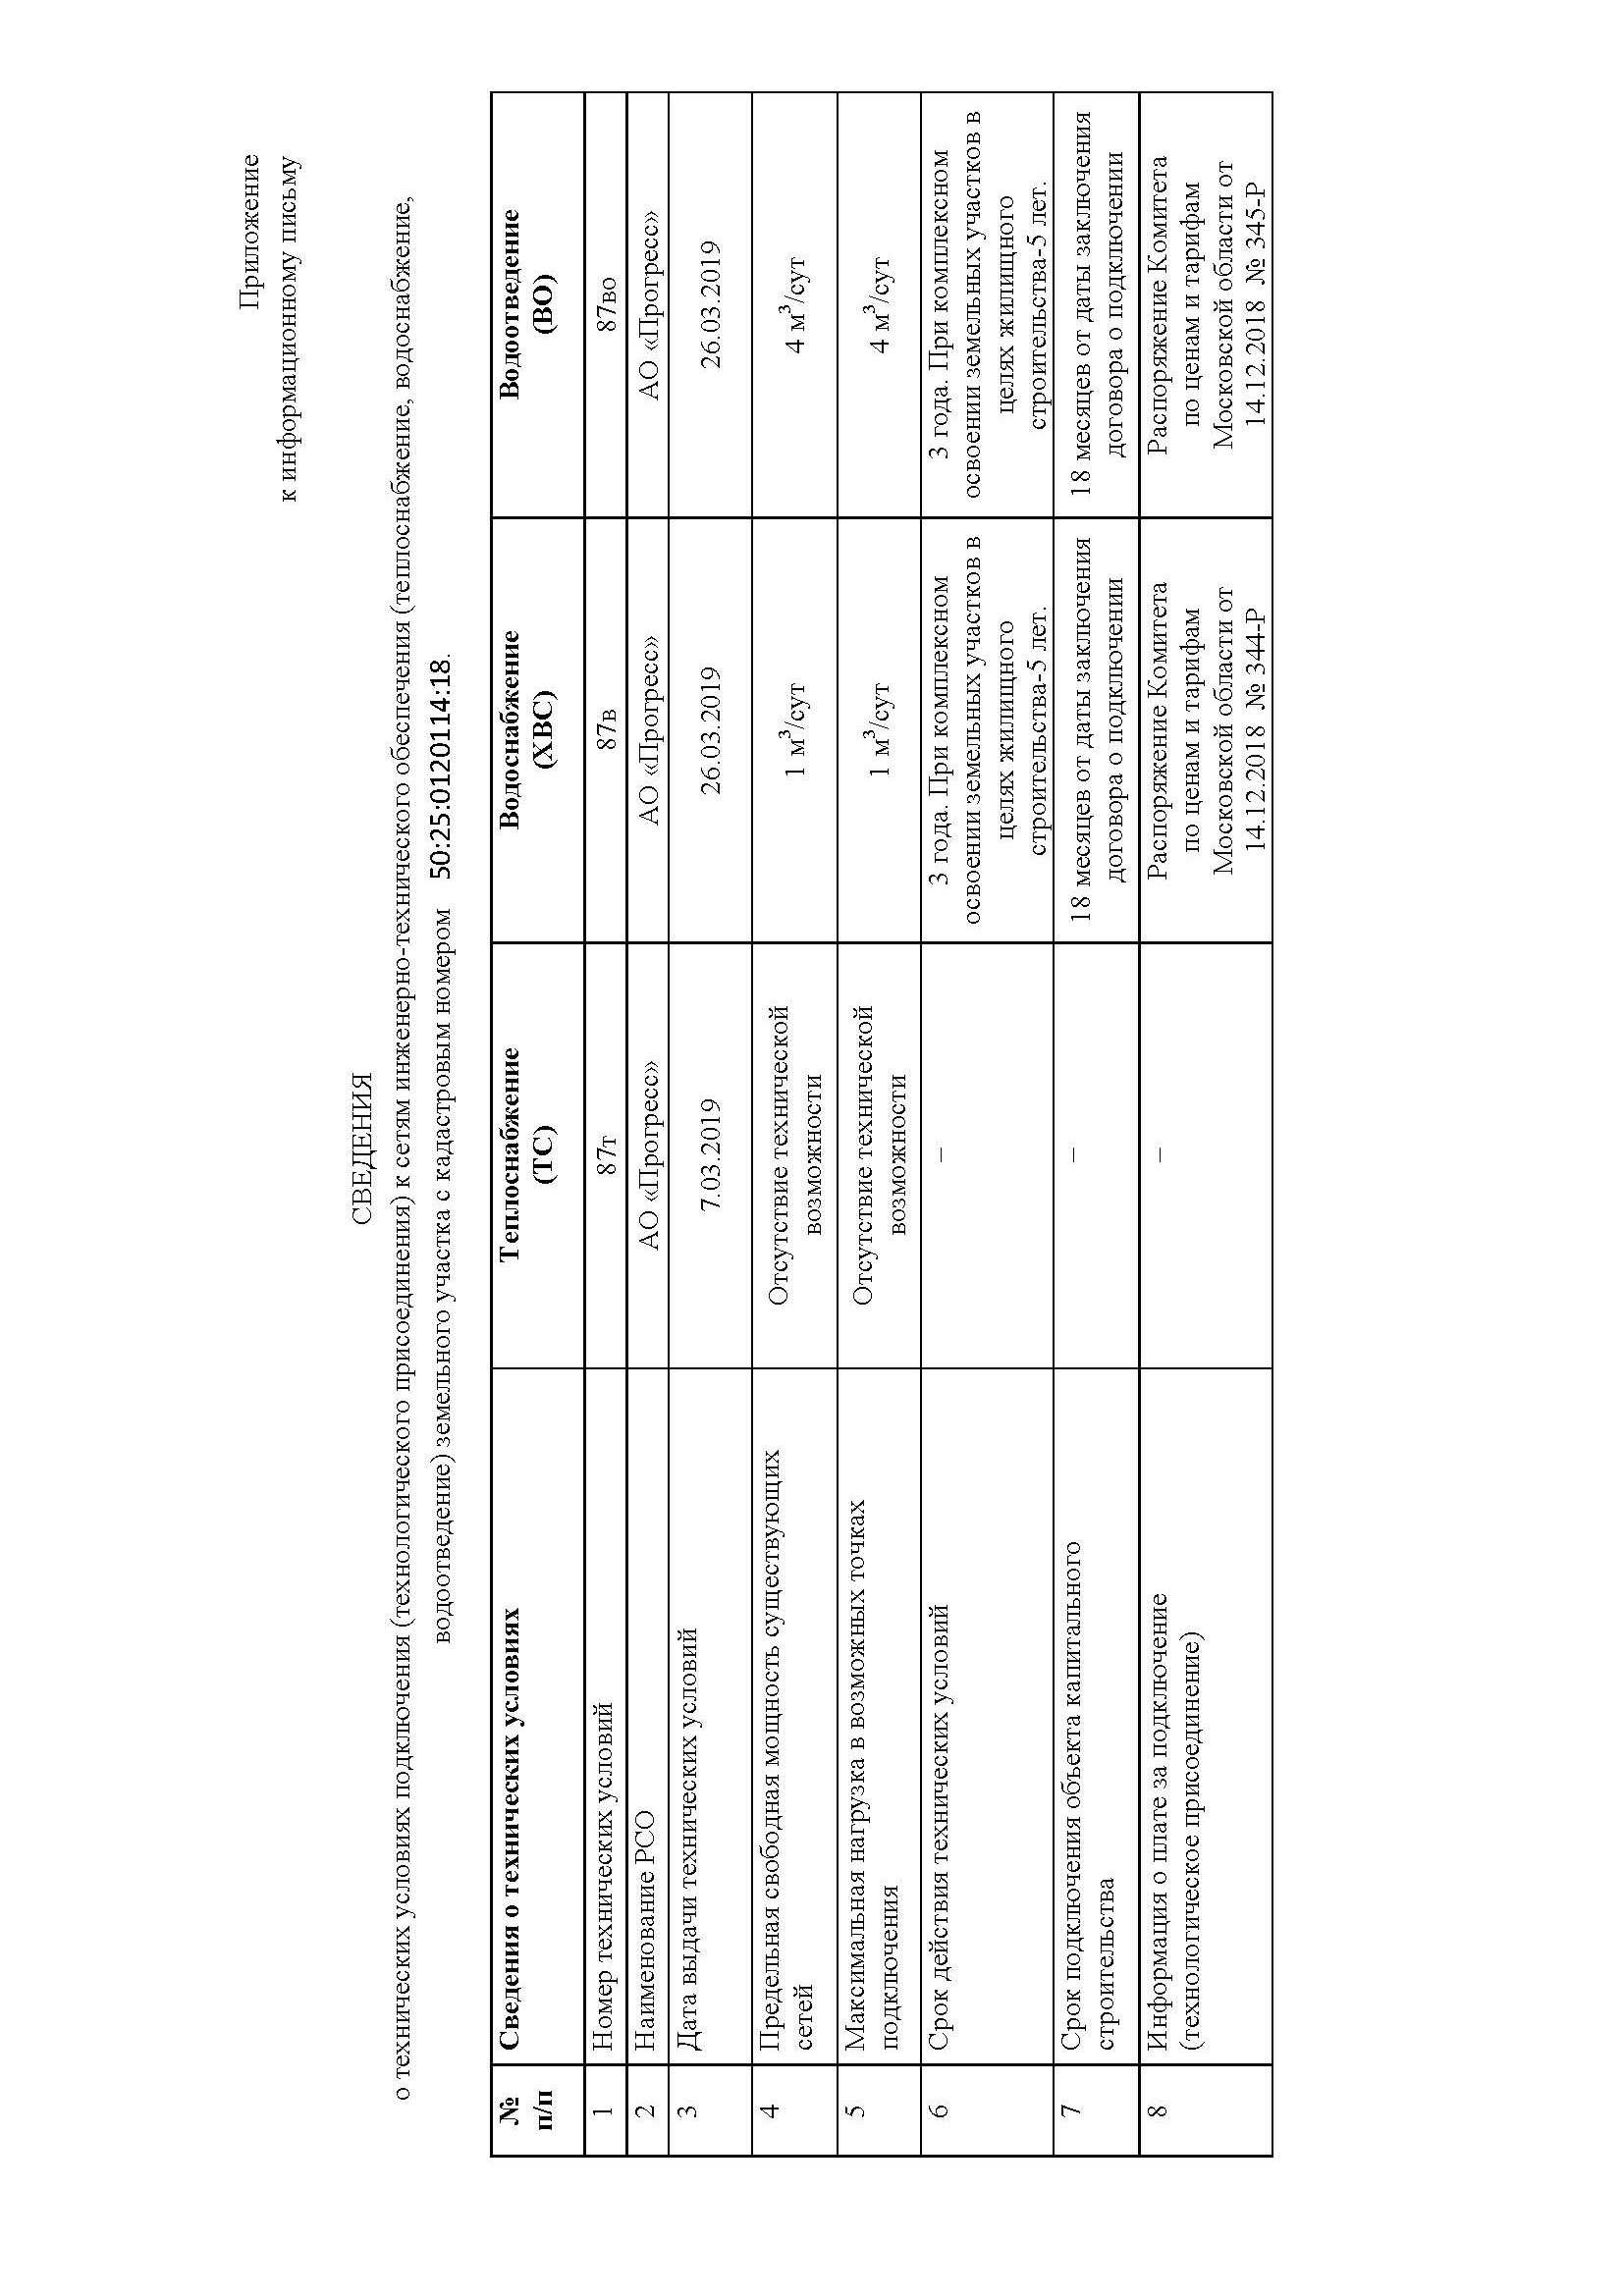 Приложение
к информационному письму
СВЕДЕНИЯ
о технических условиях подключения (технологического присоединения) к сетям инженерно-технического обеспечения (теплоснабжение, водоснабжение,
водоотведение) земельного участка с кадастровым номером 50:25:0120114:18.
№
п/п
Сведения о технических условиях
Теплоснабжение
(ТС)
Водоснабжение
(ХВС)
Водоотведение
(ВО)
1
Номер технических условий
87т
87в
87во
2
Наименование РСО
АО «Прогресс»
АО «Прогресс»
АО «Прогресс»
3
Дата выдачи технических условий
7.03.2019
26.03.2019
26.03.2019
4
Предельная свободная мощность существующих
сетей
Отсутствие технической
возможности
1 м³/сут
4 м³/сут
5
Максимальная нагрузка в возможных точках
подключения
Отсутствие технической
возможности
1 м³/сут
4 м³/сут
6
Срок действия технических условий
–
3 года. При комплексном
освоении земельных участков в
целях жилищного
строительства-5 лет.
3 года. При комплексном
освоении земельных участков в
целях жилищного
строительства-5 лет.
7
Срок подключения объекта капитального
строительства
–
18 месяцев от даты заключения
договора о подключении
18 месяцев от даты заключения
договора о подключении
8
Информация о плате за подключение
(технологическое присоединение)
–
Распоряжение Комитета
по ценам и тарифам
Московской области от
14.12.2018 № 344-Р
Распоряжение Комитета
по ценам и тарифам
Московской области от
14.12.2018 № 345-Р